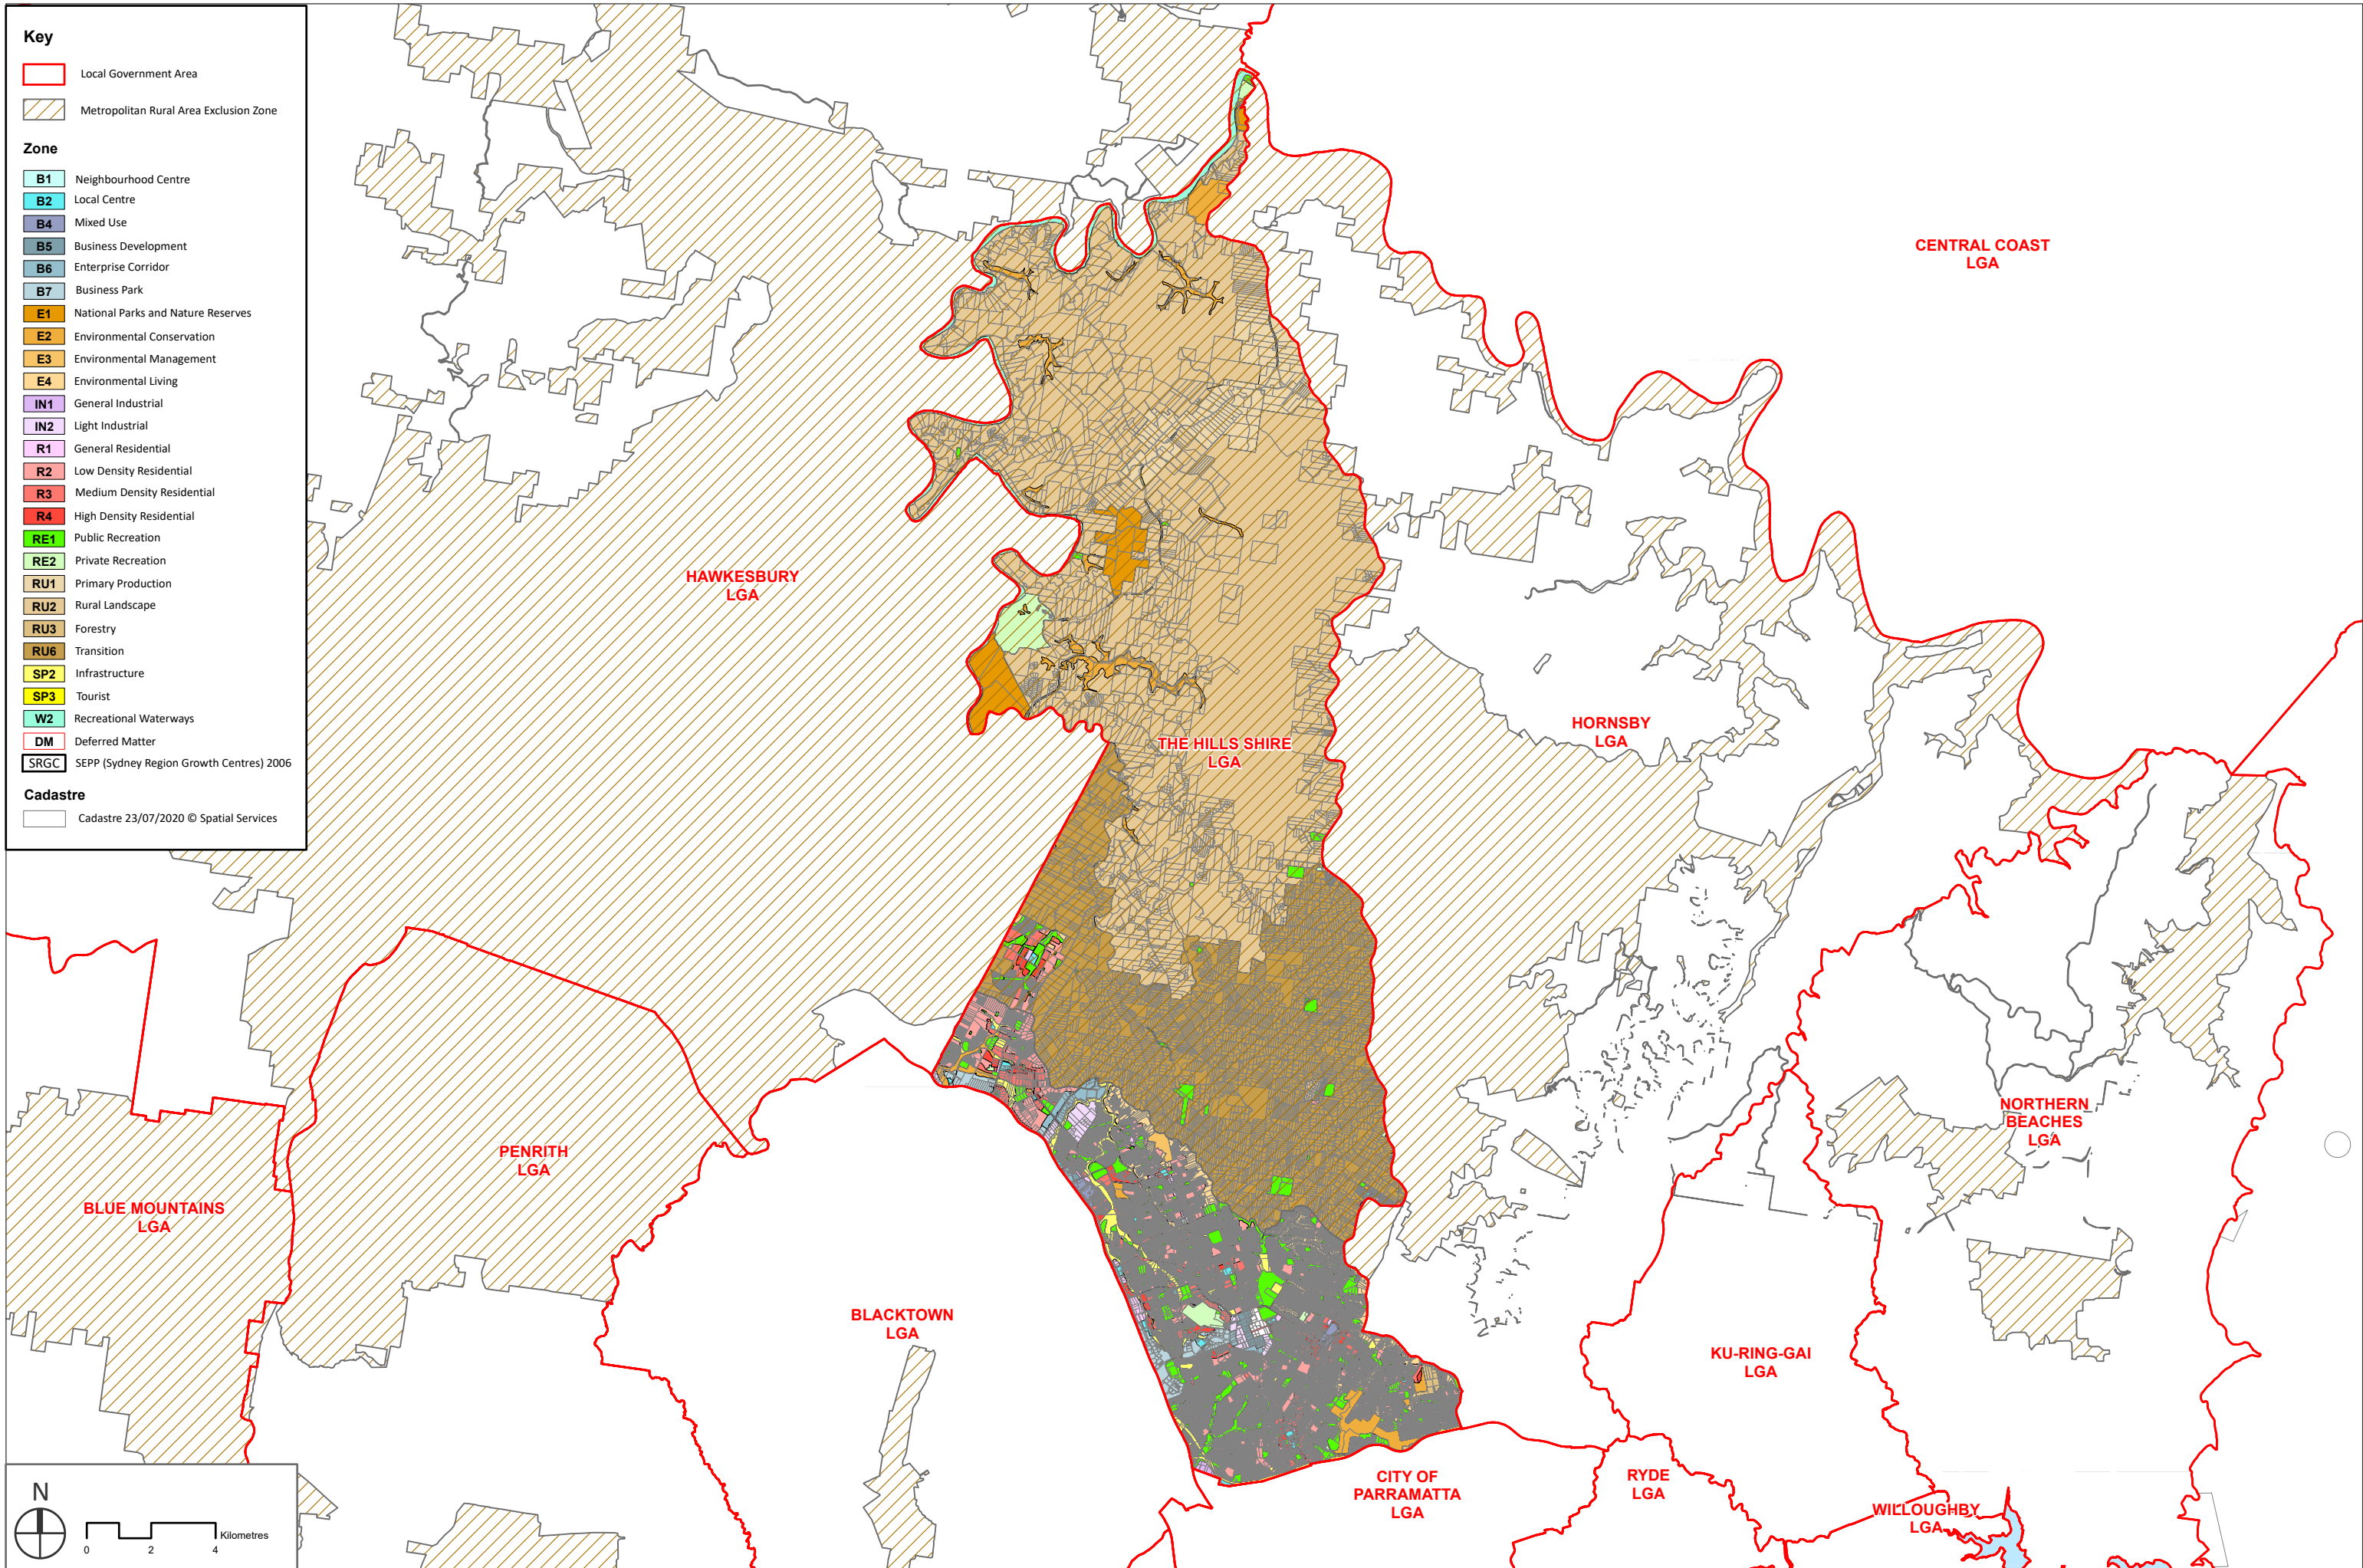 Key
Local Government Area
Metropolitan Rural Area Exclusion Zone
Zone
B1 Neighbourhood Centre
B2 Local Centre
B4 Mixed Use
B5 Business Development
B6 Enterprise Corridor
B7 Business Park
E1 National Parks and Nature Reserves
E2 Environmental Conservation
E3 Environmental Management
E4 Environmental Living
IN1 General Industrial
IN2 Light Industrial
R1 General Residential
R2 Low Density Residential
R3 Medium Density Residential
R4 High Density Residential
RE1 Public Recreation
RE2 Private Recreation
RU1 Primary Production
RU2 Rural Landscape
RU3 Forestry
RU6 Transition
SP2 Infrastructure
SP3 Tourist
W2 Recreational Waterways
DM Deferred Matter
SRGC SEPP (Sydney Region Growth Centres) 2006
Cadastre
Cadastre 23/07/2020 © Spatial Services
CENTRAL COAST
LGA
HAWKESBURY
LGA
HORNSBY
LGA
THE HILLS SHIRE
LGA
NORTHERN
BEACHES
LGA
PENRITH
LGA
BLUE MOUNTAINS
LGA
BLACKTOWN
LGA
KU-RING-GAI
LGA
CITY OF
PARRAMATTA
LGA
RYDE
LGA
WILLOUGHBY
LGA
N
Kilometres
0 2 4